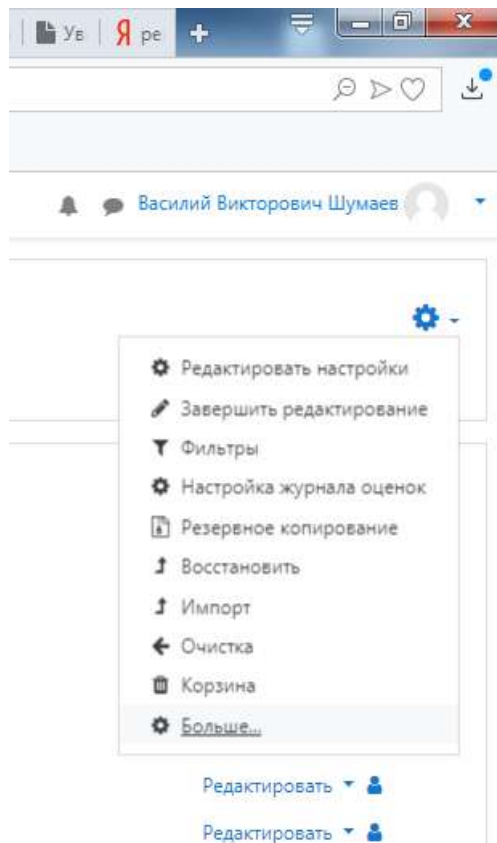 Ув Я ре
Василий Викторович Шумаев
Редактировать настройки
Завершить редактирование
Фильтры
Настройка журнала оценок
Резервное копирование
Восстановить
Импорт
Очистка
Корзина
Больше...
Редактировать
Редактировать